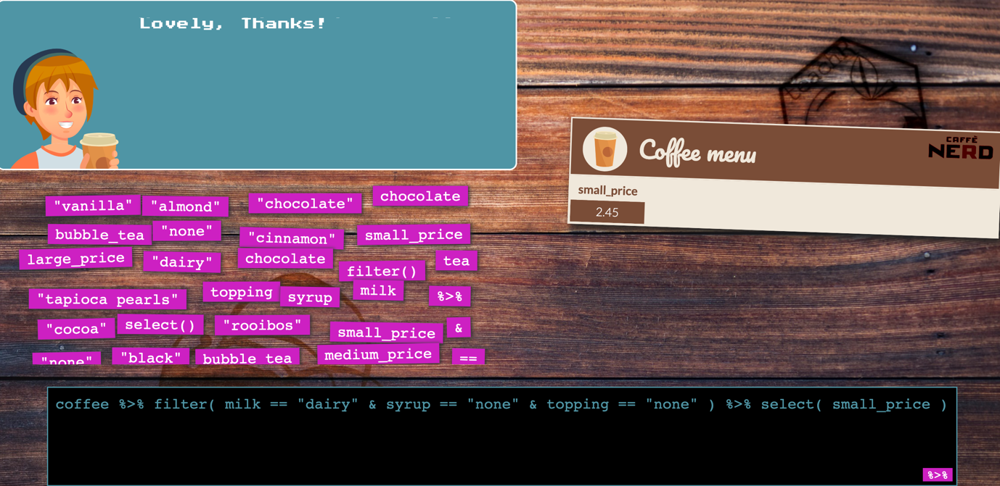 Lovely, Thanks!
Coffee menu
CAFFÈ
NERD
small_price
2.45
"vanilla" "almond" "chocolate" chocolate
bubble_tea "none" "cinnamon" small_price
large_price "dairy" chocolate filter() tea
"tapioca pearls" topping syrup milk %>%
"cocoa" select() "rooibos" small_price &
"none" "black" bubble_tea medium_price ==
coffee %>% filter( milk == "dairy" & syrup == "none" & topping == "none" ) %>% select( small_price )
%>%